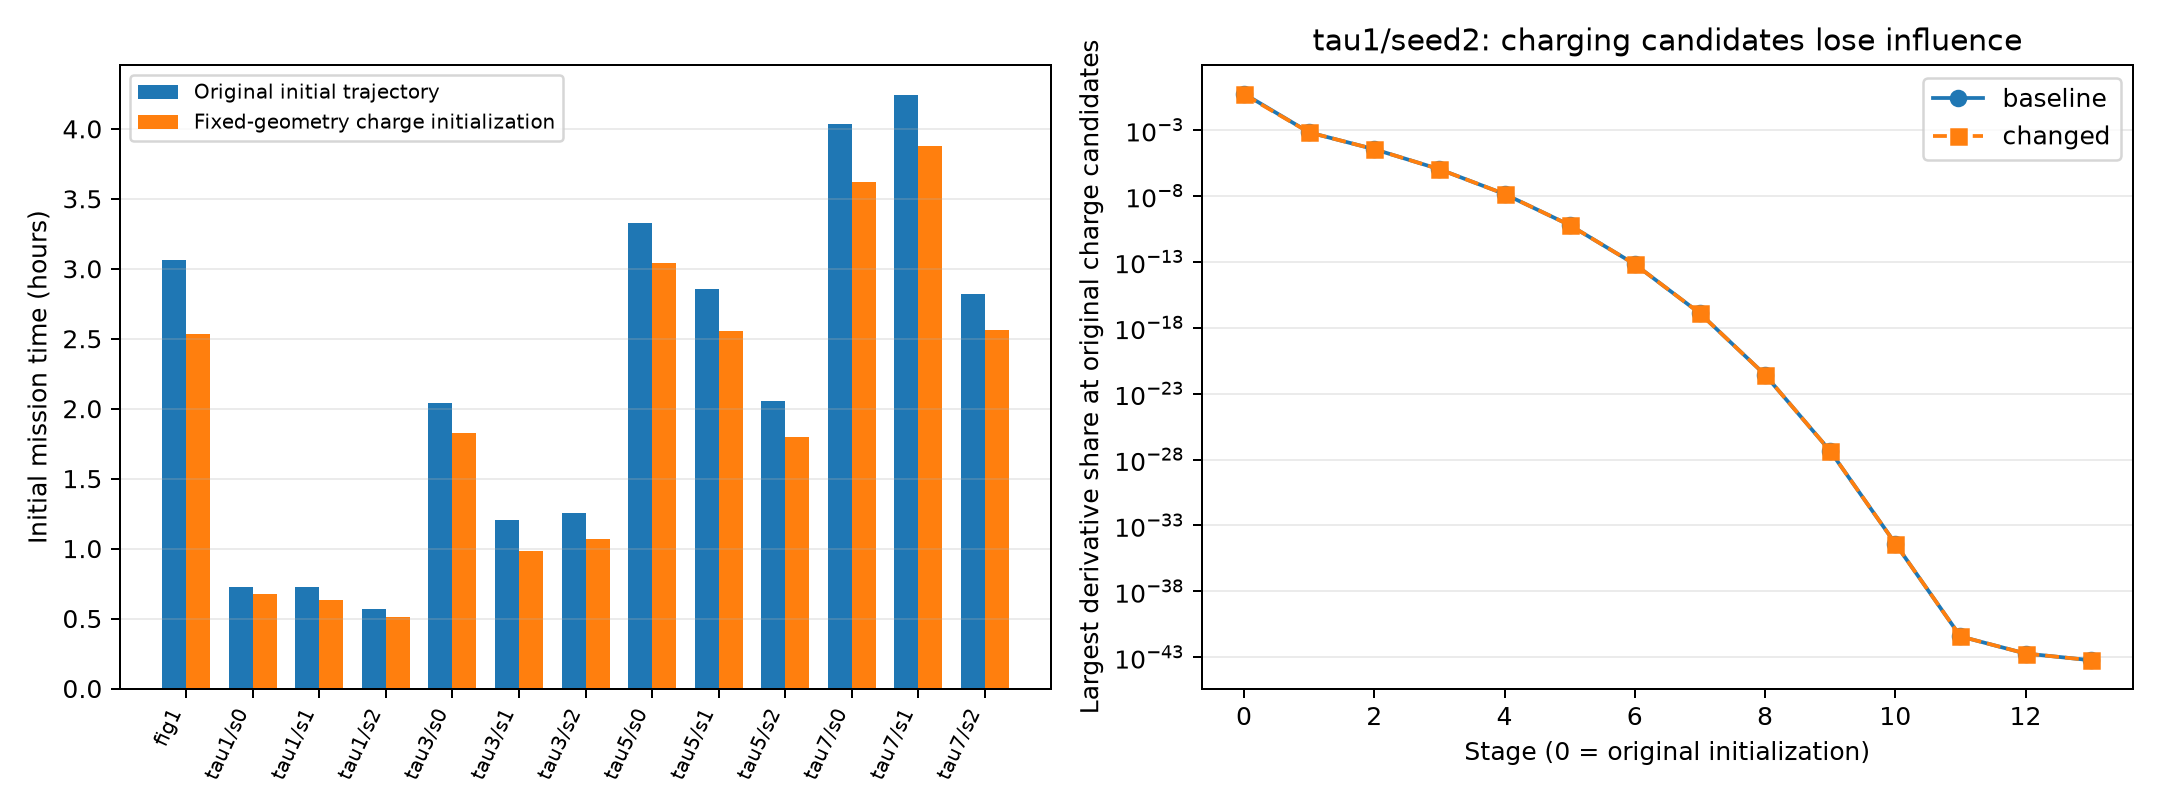 Initial mission time (hours)
4.0
3.5
3.0
2.5
2.0
1.5
1.0
0.5
0.0
Original initial trajectory
Fixed-geometry charge initialization
fig1
tau1/s0
tau1/s1
tau1/s2
tau3/s0
tau3/s1
tau3/s2
tau5/s0
tau5/s1
tau5/s2
tau7/s0
tau7/s1
tau7/s2
tau1/seed2: charging candidates lose influence
Largest derivative share at original charge candidates
10⁻³
10⁻⁸
10⁻¹³
10⁻¹⁸
10⁻²³
10⁻²⁸
10⁻³³
10⁻³⁸
10⁻⁴³
baseline
changed
0 2 4 6 8 10 12
Stage (0 = original initialization)